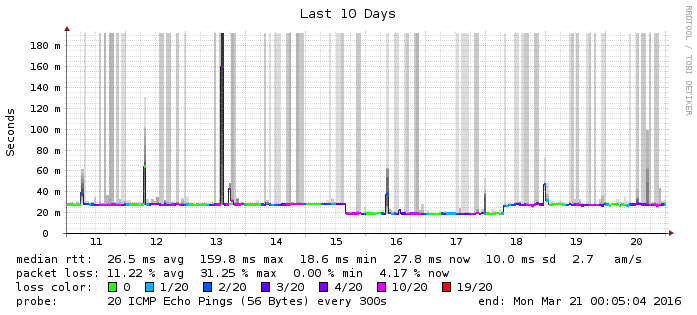 Last 10 Days
RRDTOOL / TOBI OETIKER
Seconds
180 m
160 m
140 m
120 m
100 m
80 m
60 m
40 m
20 m
0
11 12 13 14 15 16 17 18 19 20
median rtt: 26.5 ms avg 159.8 ms max 18.6 ms min 27.8 ms now 10.0 ms sd 2.7 am/s
packet loss: 11.22 % avg 31.25 % max 0.00 % min 4.17 % now
loss color: 0 1/20 2/20 3/20 4/20 10/20 19/20
probe: 20 ICMP Echo Pings (56 Bytes) every 300s end: Mon Mar 21 00:05:04 2016